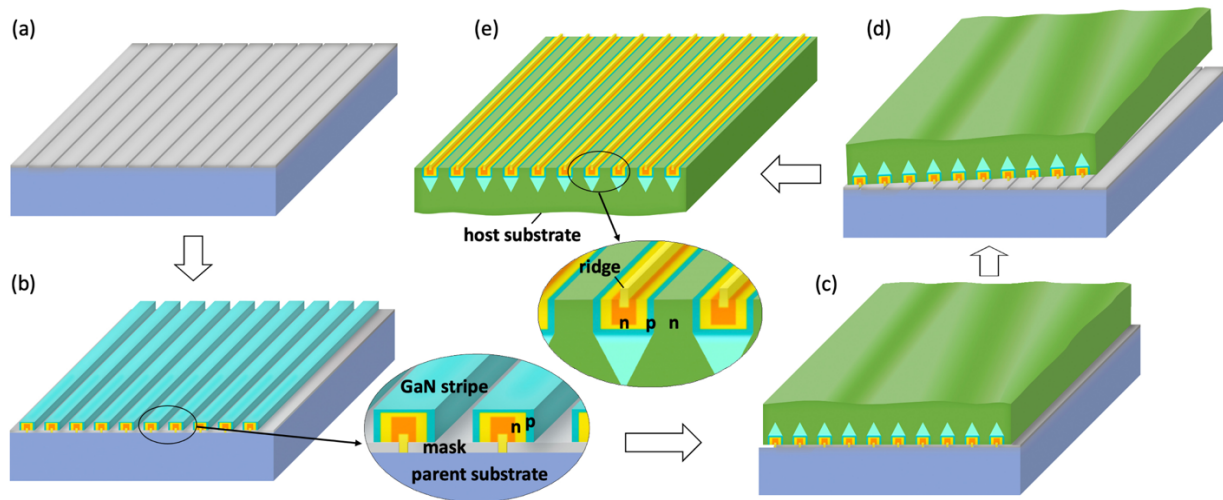 (a)
(e)
(d)
host substrate
ridge
n p n
(b)
(c)
GaN stripe
n p
mask
parent substrate